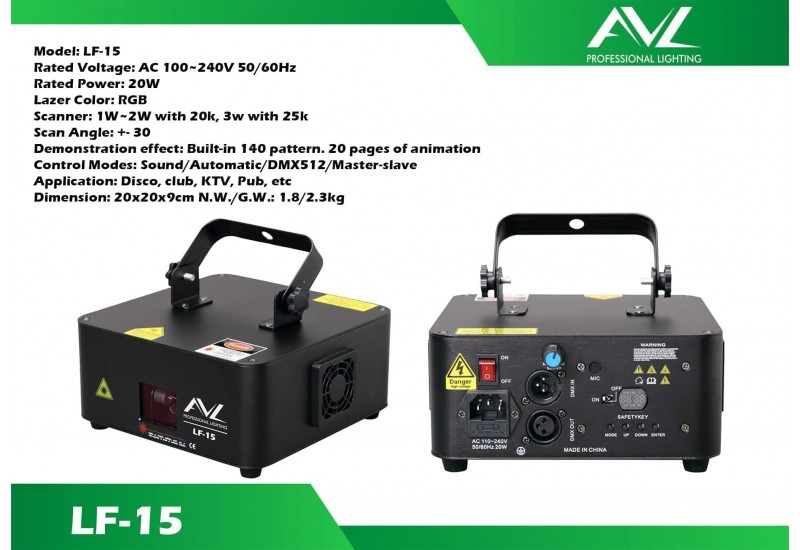 AVL
PROFESSIONAL LIGHTING
Model: LF-15
Rated Voltage: AC 100~240V 50/60Hz
Rated Power: 20W
Lazer Color: RGB
Scanner: 1W~2W with 20k, 3w with 25k
Scan Angle: +- 30
Demonstration effect: Built-in 140 pattern. 20 pages of animation
Control Modes: Sound/Automatic/DMX512/Master-slave
Application: Disco, club, KTV, Pub, etc
Dimension: 20x20x9cm N.W./G.W.: 1.8/2.3kg
AVL
PROFESSIONAL LIGHTING
LF-15
Danger
High voltage
ON
OFF
DMX IN
MIC
WARNING
OFF
ON
SAFETYKEY
AC 110~240V
50/60Hz 20W
DMX OUT
MODE UP DOWN ENTER
MADE IN CHINA
LF-15